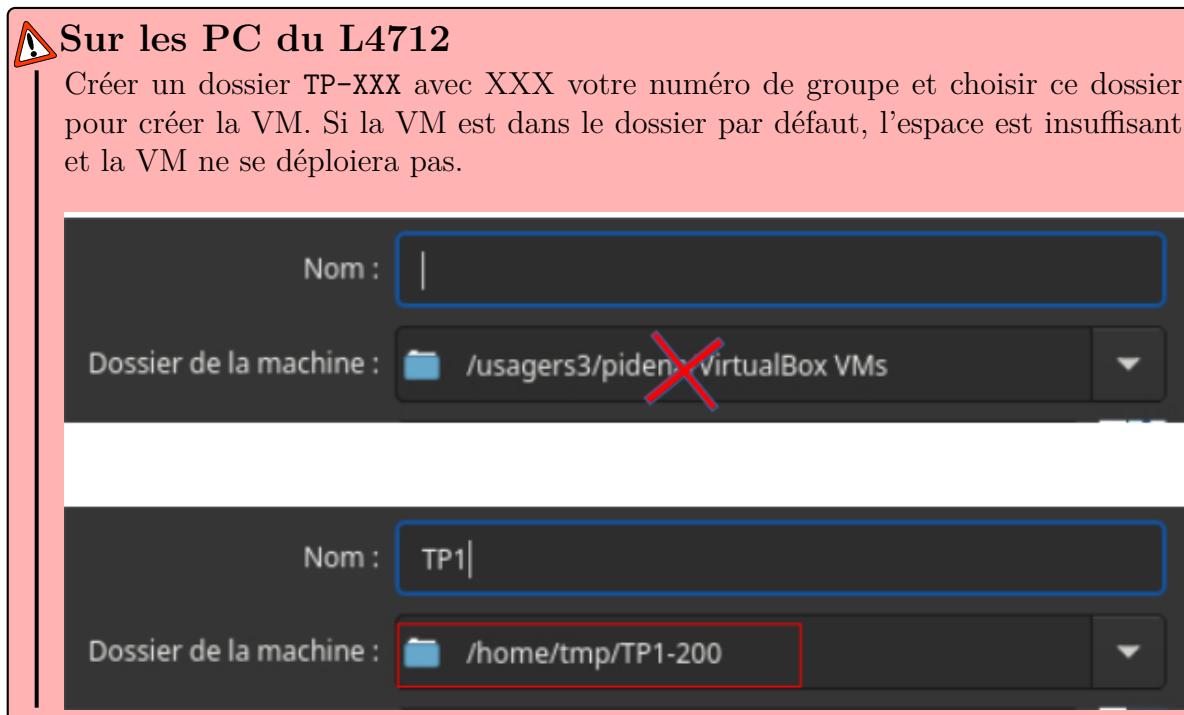 Sur les PC du L4712
Créer un dossier TP-XXX avec XXX votre numéro de groupe et choisir ce dossier
pour créer la VM. Si la VM est dans le dossier par défaut, l'espace est insuffisant
et la VM ne se déploiera pas.
Nom :
Dossier de la machine : /usagers3/piden VirtualBox VMs
Nom : TP1
Dossier de la machine : /home/tmp/TP1-200